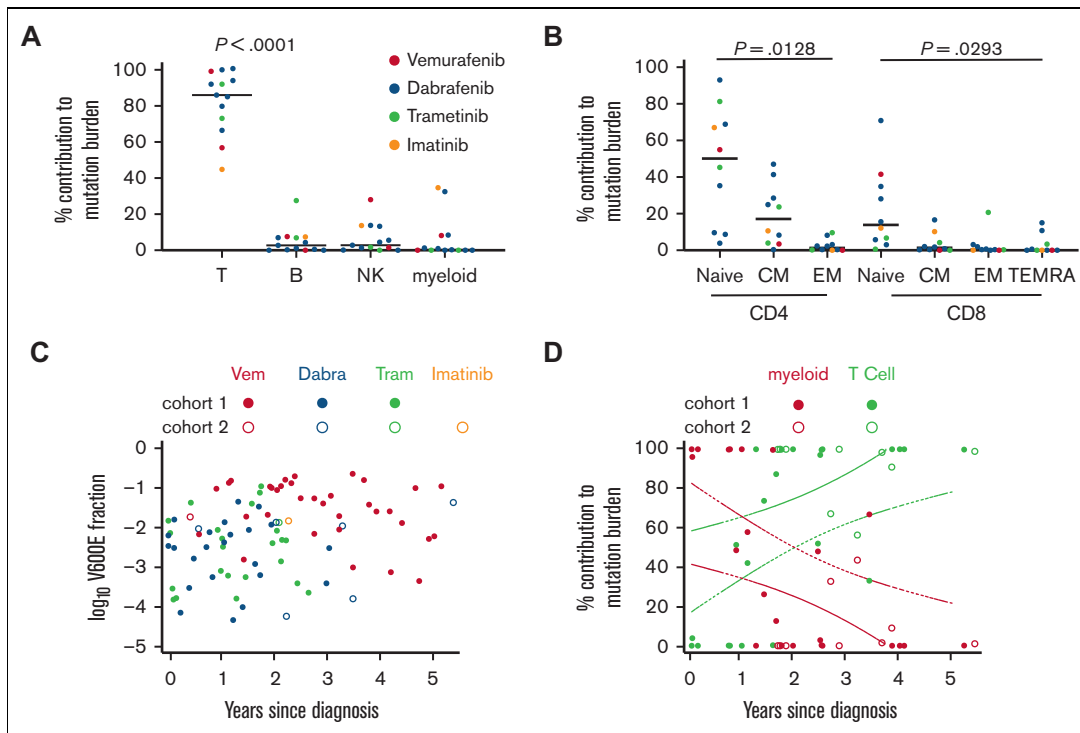 A
P < .0001
Vemurafenib
Dabrafenib
Trametinib
Imatinib
% contribution to
mutation burden
100
80
60
40
20
0
T B NK myeloid
B
P = .0128 P = .0293
% contribution to
mutation burden
100
80
60
40
20
0
Naive CM EM Naive CM EM TEMRA
CD4 CD8
C
Vem Dabra Tram Imatinib
cohort 1
cohort 2
log10 V600E fraction
0
−1
−2
−3
−4
−5
0 1 2 3 4 5
Years since diagnosis
D
myeloid T Cell
cohort 1
cohort 2
% contribution to
mutation burden
100
80
60
40
20
0
0 1 2 3 4 5
Years since diagnosis